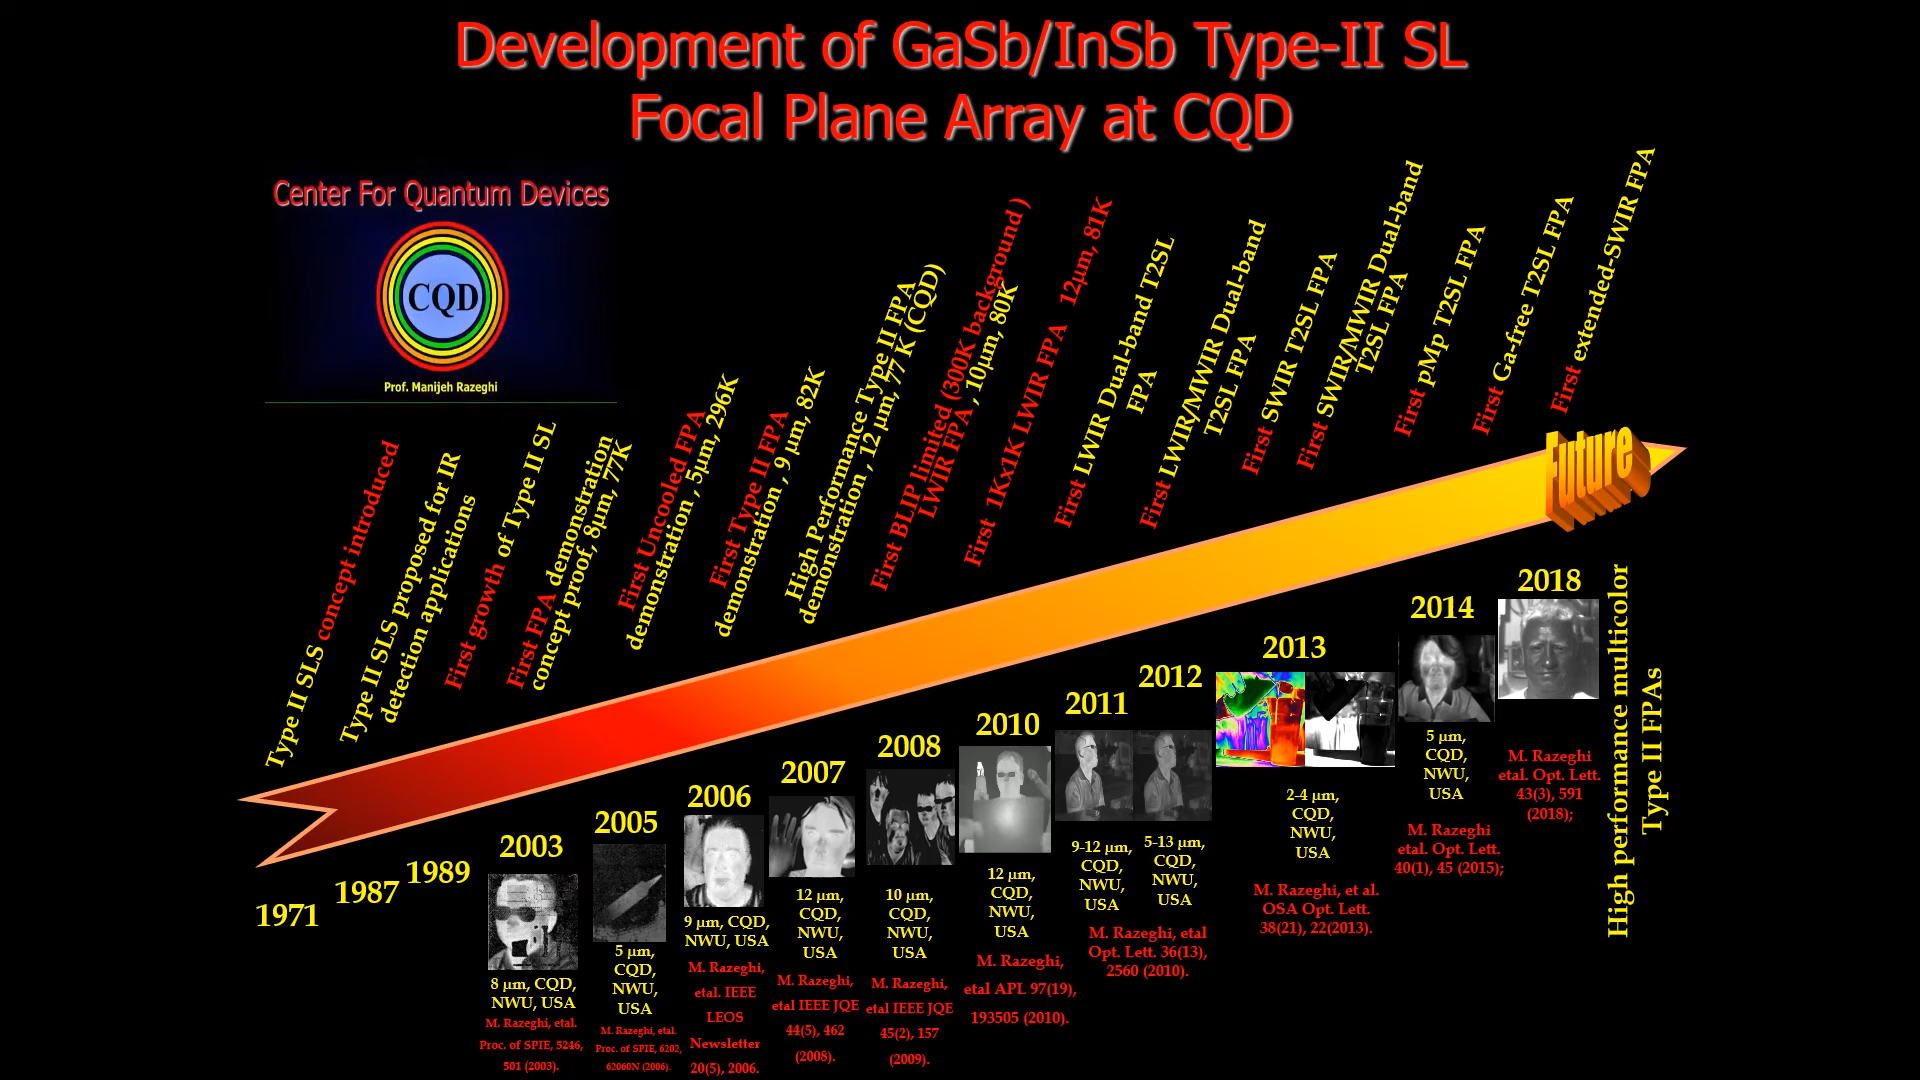 Development of GaSb/InSb Type-II SL
Focal Plane Array at CQD
Center For Quantum Devices
CQD
Prof. Manijeh Razeghi
Type II SLS concept introduced
Type II SLS proposed for IR
detection applications
First growth of Type II SL
First FPA demonstration
concept proof, 8μm, 77K
First Uncooled FPA
demonstration , 5μm, 296K
First Type II FPA
demonstration , 9 μm, 82K
High Performance Type II FPA
demonstration , 12 μm, 77 K (CQD)
First BLIP limited (300K background )
LWIR FPA , 10μm, 80K
First 1Kx1K LWIR FPA 12μm, 81K
First LWIR Dual-band T2SL
FPA
First LWIR/MWIR Dual-band
T2SL FPA
First SWIR T2SL FPA
First SWIR/MWIR Dual-band
T2SL FPA
First pMp T2SL FPA
First Ga-free T2SL FPA
First extended-SWIR FPA
Future
1971
1987
1989
2003
8 μm, CQD,
NWU, USA
M. Razeghi, etal.
Proc. of SPIE, 5246,
501 (2003).
2005
5 μm,
CQD,
NWU,
USA
M. Razeghi, etal.
Proc. of SPIE, 6202,
62060N (2006).
2006
9 μm, CQD,
NWU, USA
M. Razeghi,
etal. IEEE
LEOS
Newsletter
20(5), 2006.
2007
12 μm,
CQD,
NWU,
USA
M. Razeghi,
etal IEEE JQE
44(5), 462
(2008).
2008
10 μm,
CQD,
NWU,
USA
M. Razeghi,
etal IEEE JQE
45(2), 157
(2009).
2010
12 μm,
CQD,
NWU,
USA
M. Razeghi,
etal APL 97(19),
193505 (2010).
2011
9-12 μm,
CQD,
NWU,
USA
2012
5-13 μm,
CQD,
NWU,
USA
M. Razeghi, etal
Opt. Lett. 36(13),
2560 (2010).
2013
2-4 μm,
CQD,
NWU,
USA
M. Razeghi, et al.
OSA Opt. Lett.
38(21), 22(2013).
2014
5 μm,
CQD,
NWU,
USA
M. Razeghi
etal. Opt. Lett.
40(1), 45 (2015);
2018
M. Razeghi
etal. Opt. Lett.
43(3), 591
(2018);
High performance multicolor
Type II FPAs